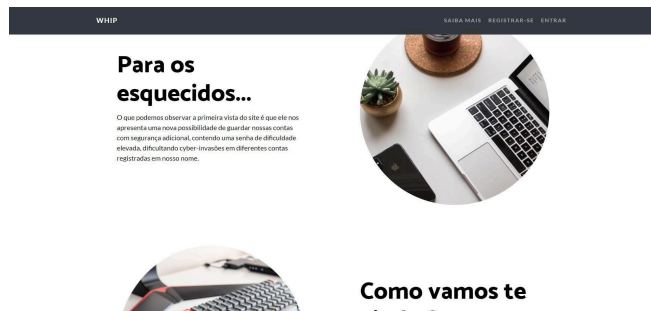 WHIP
SAIBA MAIS REGISTRAR-SE ENTRAR
Para os
esquecidos...
O que podemos observar a primeira vista do site é que ele nos
apresenta uma nova possibilidade de guardar nossas contas
com segurança adicional, contendo uma senha de dificuldade
elevada, dificultando cyber-invasões em diferentes contas
registradas em nosso nome.
Como vamos te